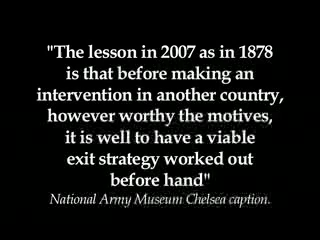 "The lesson in 2007 as in 1878
is that before making an
intervention in another country,
however worthy the motives,
it is well to have a viable
exit strategy worked out
before hand"
National Army Museum Chelsea caption.